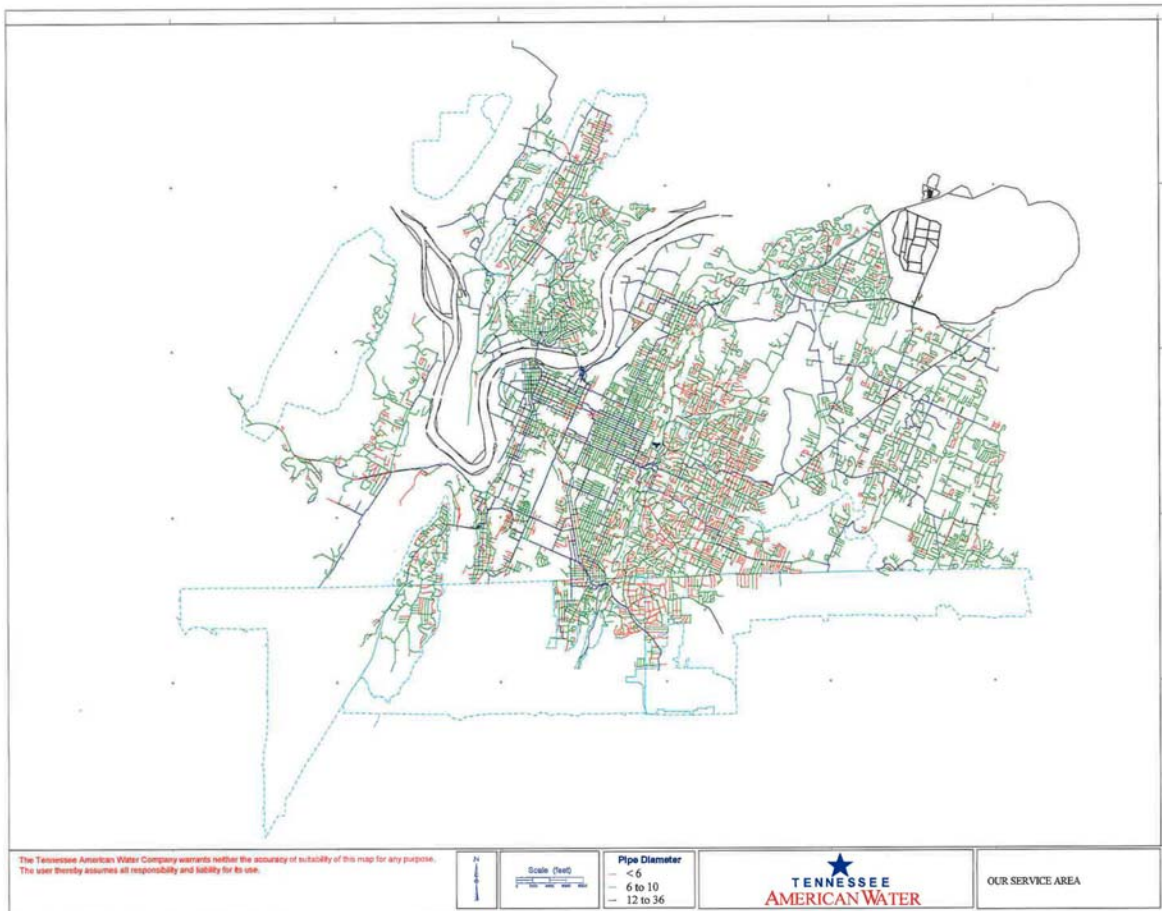 The Tennessee American Water Company warrants neither the accuracy of suitability of this map for any purpose.
The user thereby assumes all responsibility and liability for its use.
N
Scale (feet)
Pipe Diameter
< 6
6 to 10
12 to 36
TENNESSEE
AMERICAN WATER
OUR SERVICE AREA